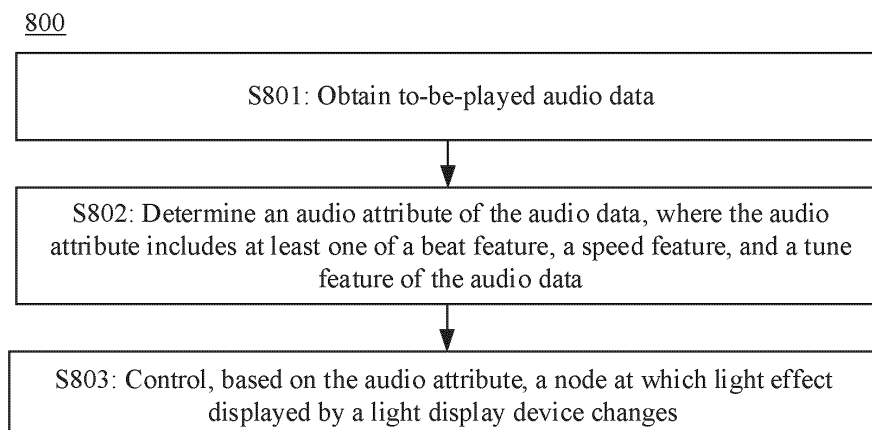 800
S801: Obtain to-be-played audio data
S802: Determine an audio attribute of the audio data, where the audio
attribute includes at least one of a beat feature, a speed feature, and a tune
feature of the audio data
S803: Control, based on the audio attribute, a node at which light effect
displayed by a light display device changes